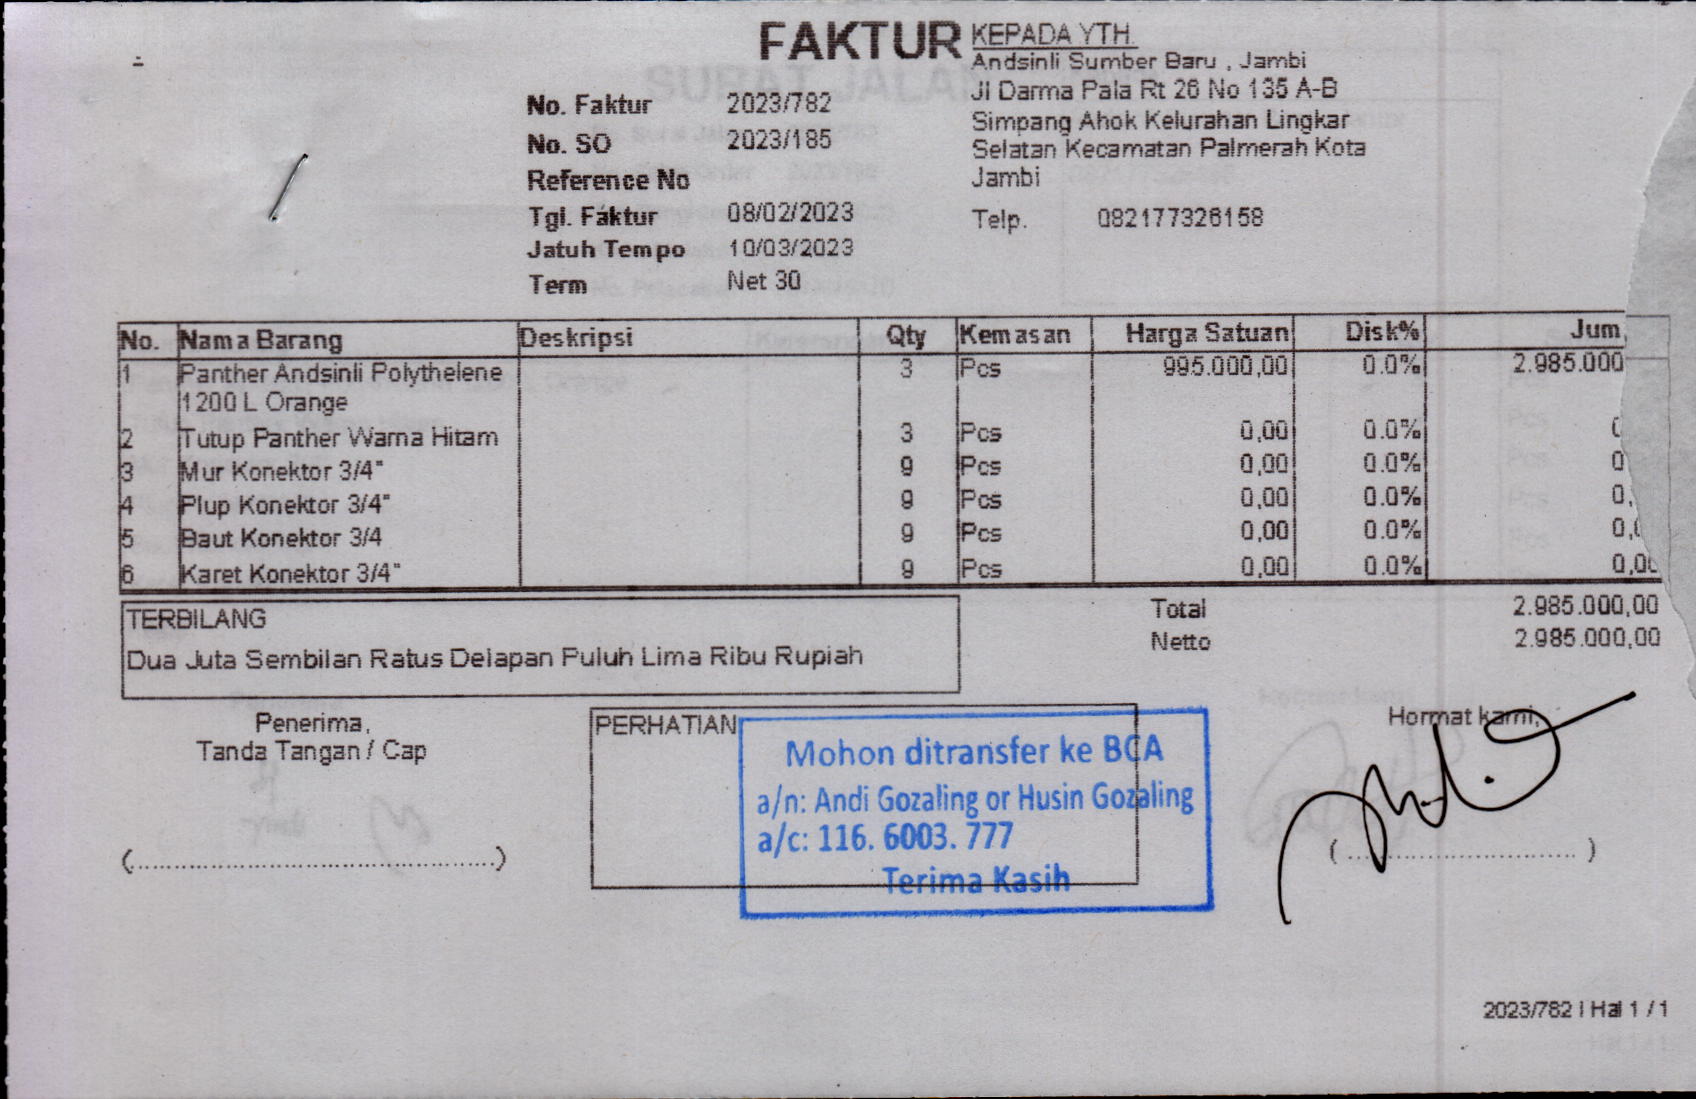 FAKTUR
KEPADA YTH.
Andsinli Sumber Baru , Jambi
Jl Darma Pala Rt 26 No 135 A-B
Simpang Ahok Kelurahan Lingkar
Selatan Kecamatan Palmerah Kota
Jambi
Telp. 082177326158
No. Faktur 2023/782
No. SO 2023/185
Reference No
Tgl. Faktur 08/02/2023
Jatuh Tempo 10/03/2023
Term Net 30
No. Nama Barang Deskripsi Qty Kemasan Harga Satuan Disk% Jum
1 Panther Andsinli Polythelene 3 Pcs 995.000,00 0.0% 2.985.000
1200 L Orange
2 Tutup Panther Warna Hitam 3 Pcs 0,00 0.0%
3 Mur Konektor 3/4" 9 Pcs 0,00 0.0% 0
4 Plup Konektor 3/4" 9 Pcs 0,00 0.0% 0,
5 Baut Konektor 3/4 9 Pcs 0,00 0.0% 0,
6 Karet Konektor 3/4" 9 Pcs 0,00 0.0% 0,0
TERBILANG
Dua Juta Sembilan Ratus Delapan Puluh Lima Ribu Rupiah
Total 2.985.000,00
Netto 2.985.000,00
Penerima,
Tanda Tangan / Cap
(............................................................)
PERHATIAN
Mohon ditransfer ke BCA
a/n: Andi Gozaling or Husin Gozaling
a/c: 116. 6003. 777
Terima Kasih
Hormat kami,
( ...................................... )
2023/782 | Hal 1 / 1